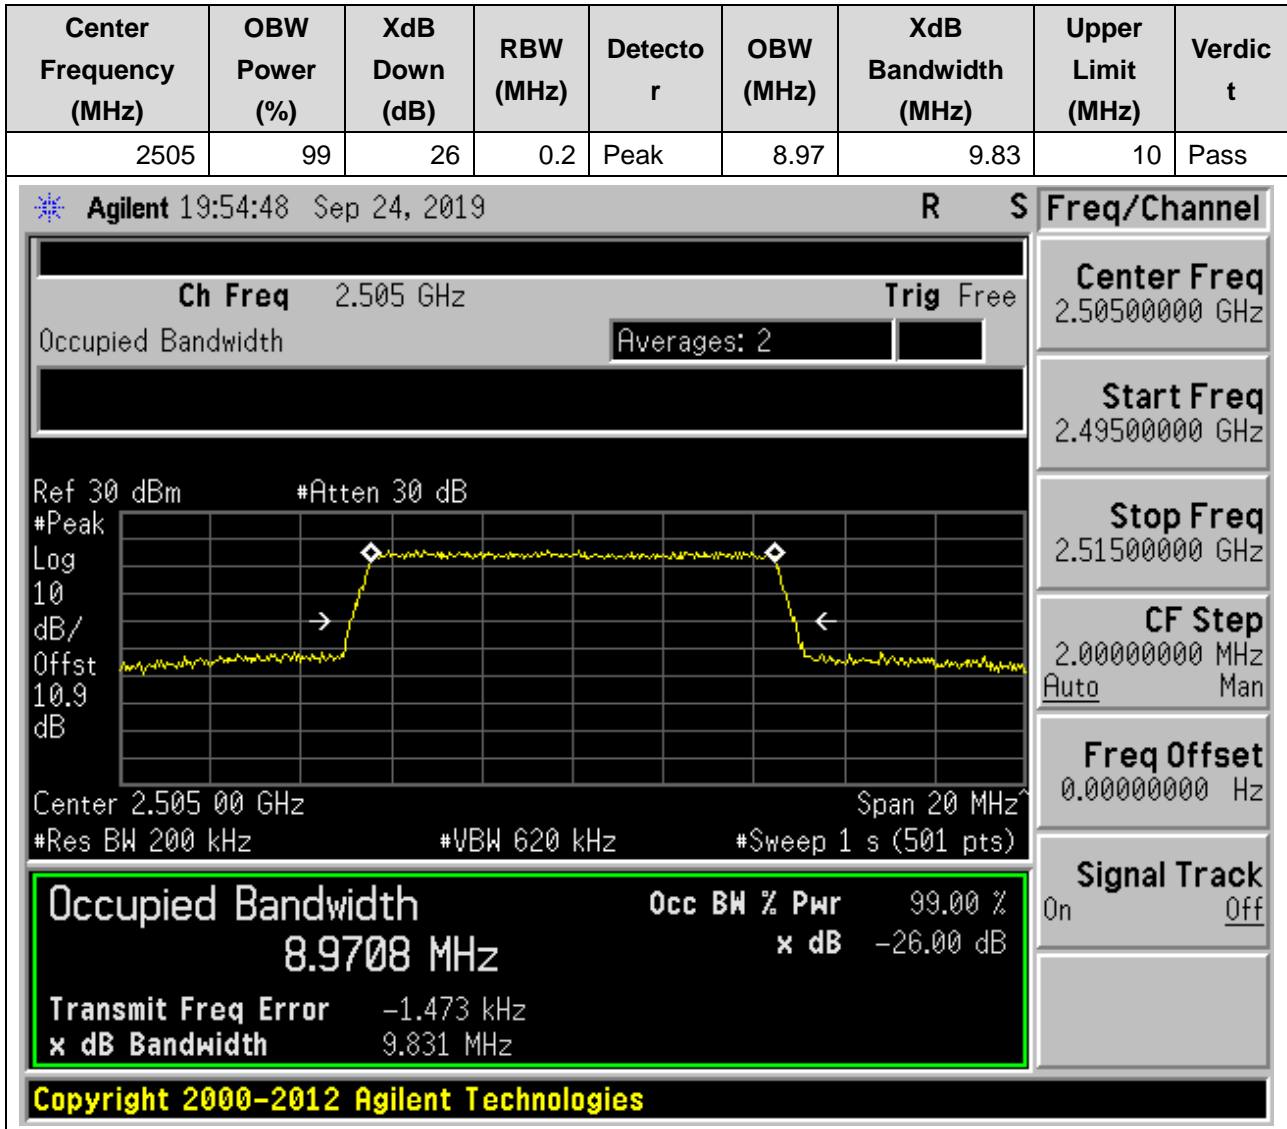 Center Frequency (MHz) OBW Power (%) XdB Down (dB) RBW (MHz) Detector OBW (MHz) XdB Bandwidth (MHz) Upper Limit (MHz) Verdict
2505 99 26 0.2 Peak 8.97 9.83 10 Pass
Agilent 19:54:48 Sep 24, 2019 R S Freq/Channel
Ch Freq 2.505 GHz Trig Free
Occupied Bandwidth Averages: 2
Center Freq
2.50500000 GHz
Start Freq
2.49500000 GHz
Stop Freq
2.51500000 GHz
CF Step
2.00000000 MHz
Auto Man
Freq Offset
0.00000000 Hz
Signal Track
On Off
Ref 30 dBm #Atten 30 dB
#Peak
Log
10
dB/
Offst
10.9
dB
Center 2.505 00 GHz Span 20 MHz^
#Res BW 200 kHz #VBW 620 kHz #Sweep 1 s (501 pts)
Occupied Bandwidth Occ BW % Pwr 99.00 %
8.9708 MHz x dB -26.00 dB
Transmit Freq Error -1.473 kHz
x dB Bandwidth 9.831 MHz
Copyright 2000-2012 Agilent Technologies